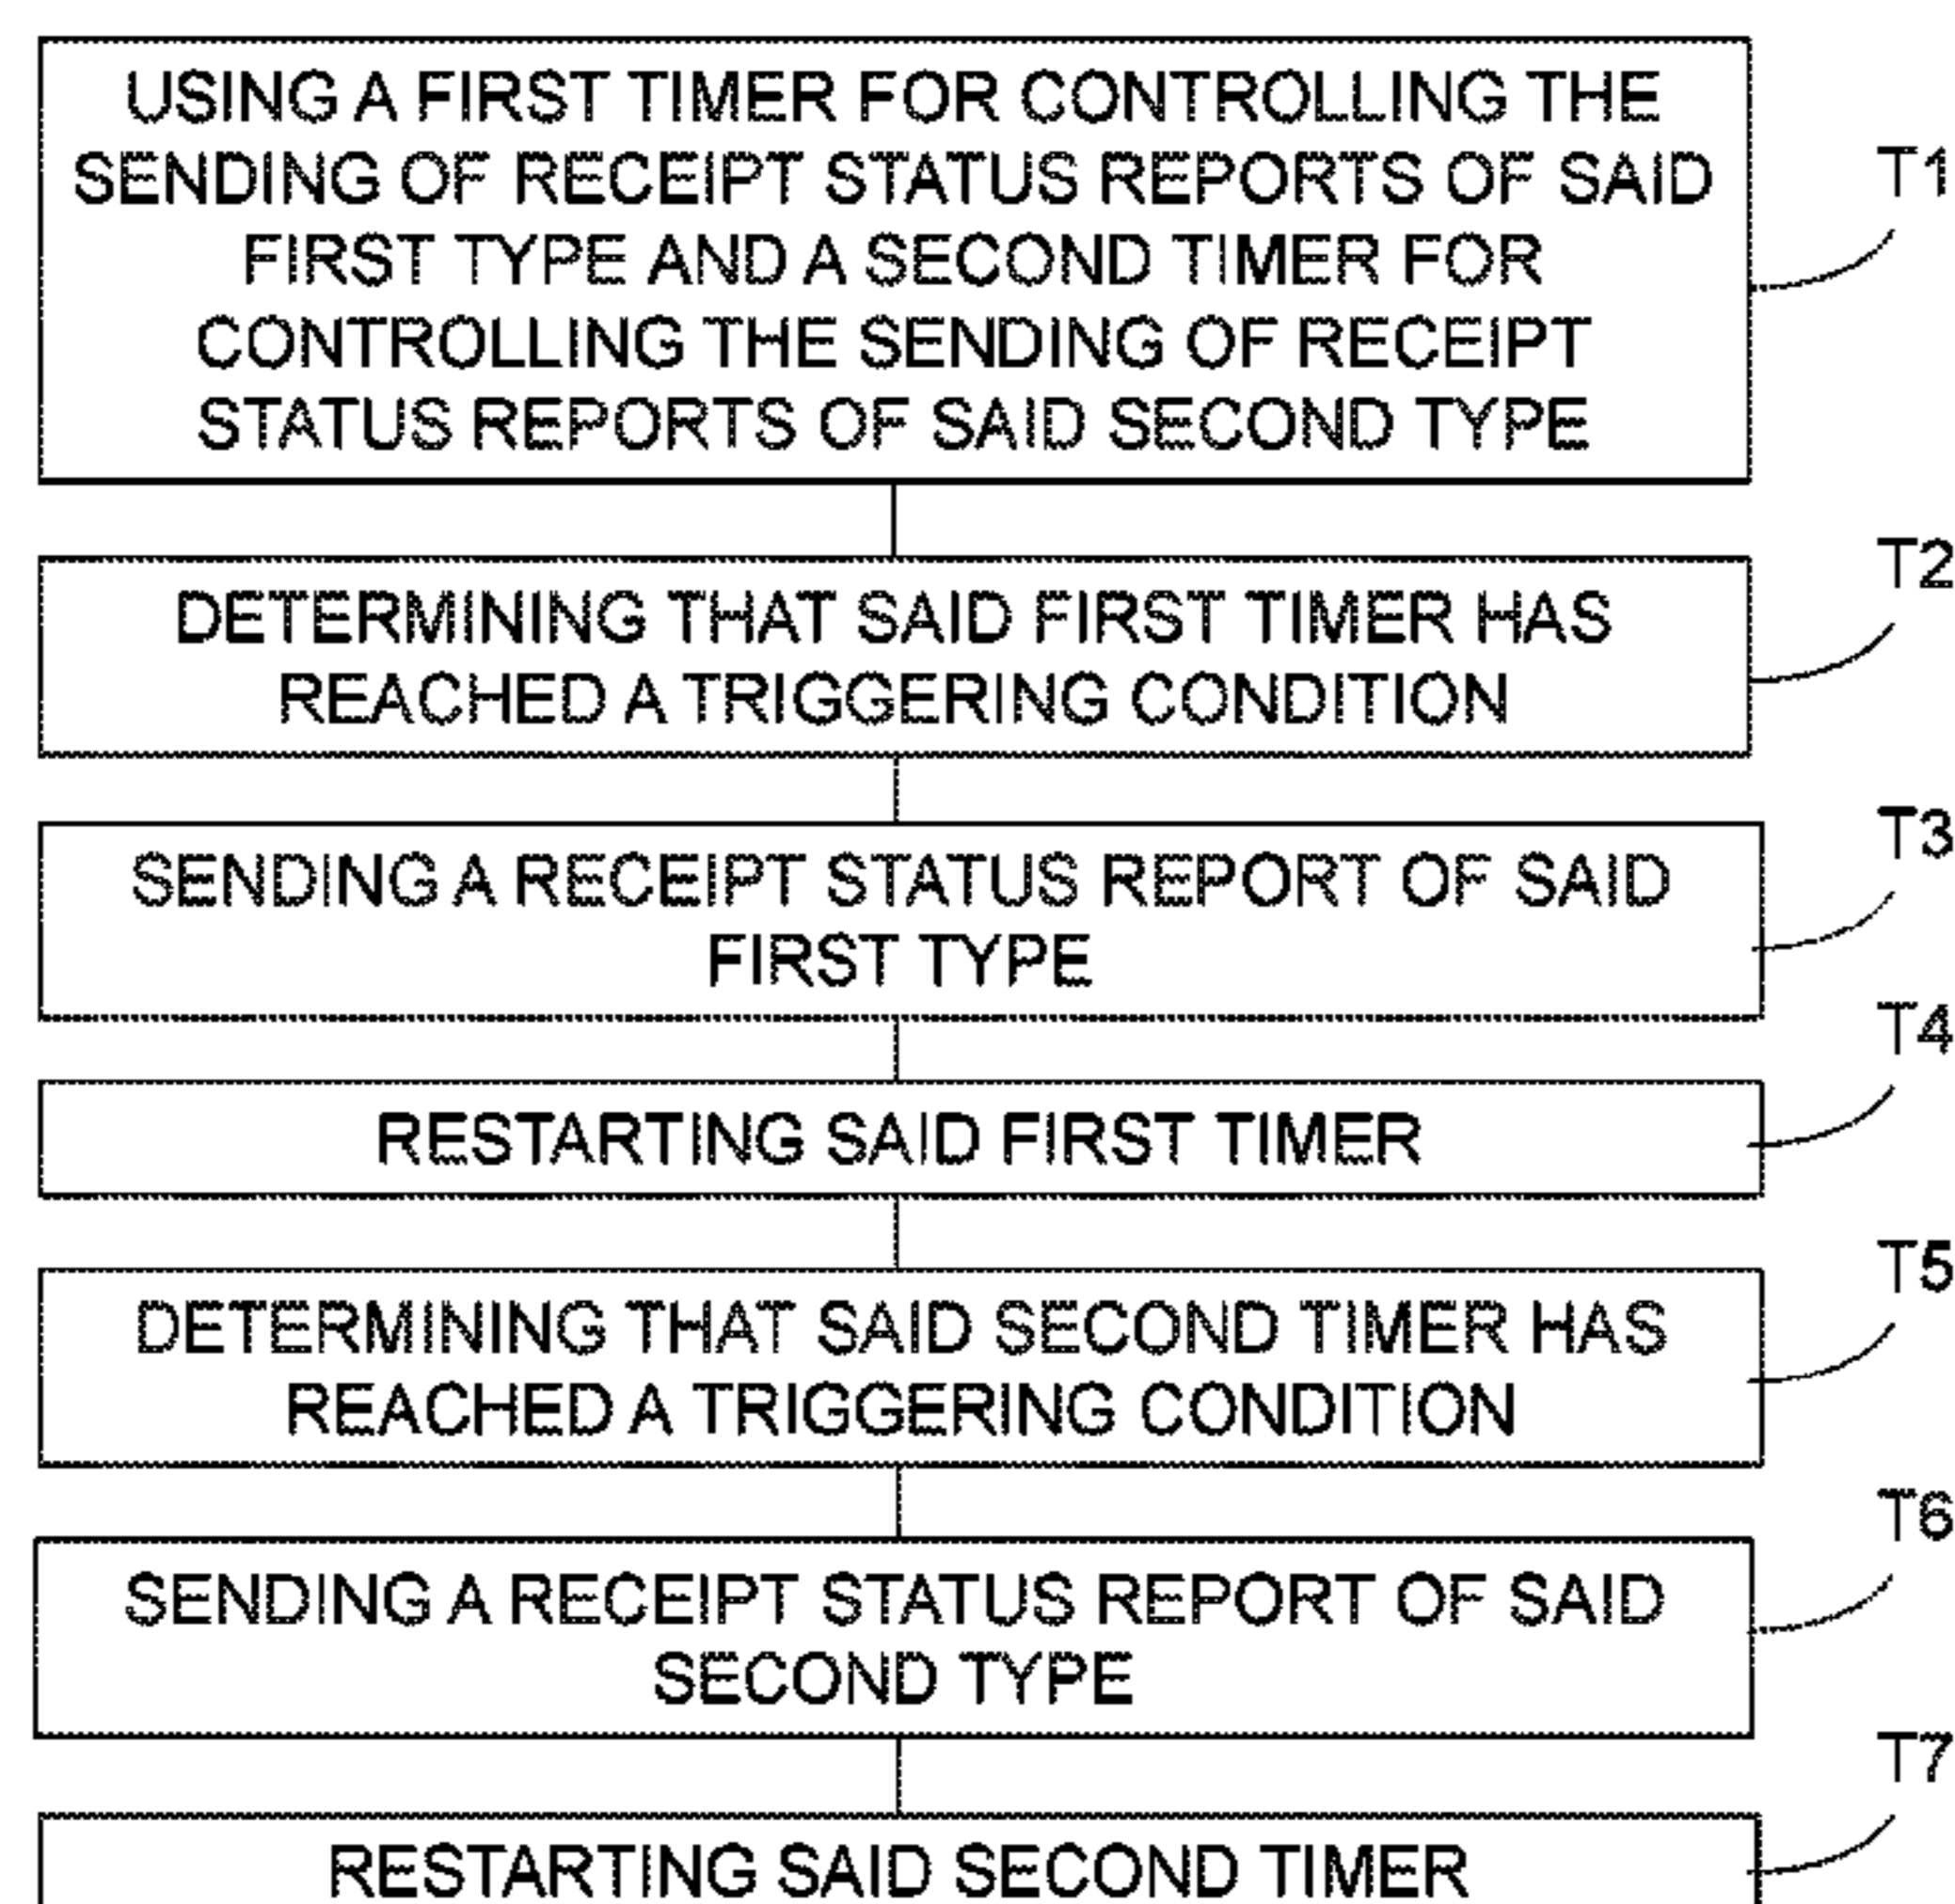 USING A FIRST TIMER FOR CONTROLLING THE
SENDING OF RECEIPT STATUS REPORTS OF SAID
FIRST TYPE AND A SECOND TIMER FOR
CONTROLLING THE SENDING OF RECEIPT
STATUS REPORTS OF SAID SECOND TYPE
T1
DETERMINING THAT SAID FIRST TIMER HAS
REACHED A TRIGGERING CONDITION
T2
SENDING A RECEIPT STATUS REPORT OF SAID
FIRST TYPE
T3
RESTARTING SAID FIRST TIMER
T4
DETERMINING THAT SAID SECOND TIMER HAS
REACHED A TRIGGERING CONDITION
T5
SENDING A RECEIPT STATUS REPORT OF SAID
SECOND TYPE
T6
RESTARTING SAID SECOND TIMER
T7